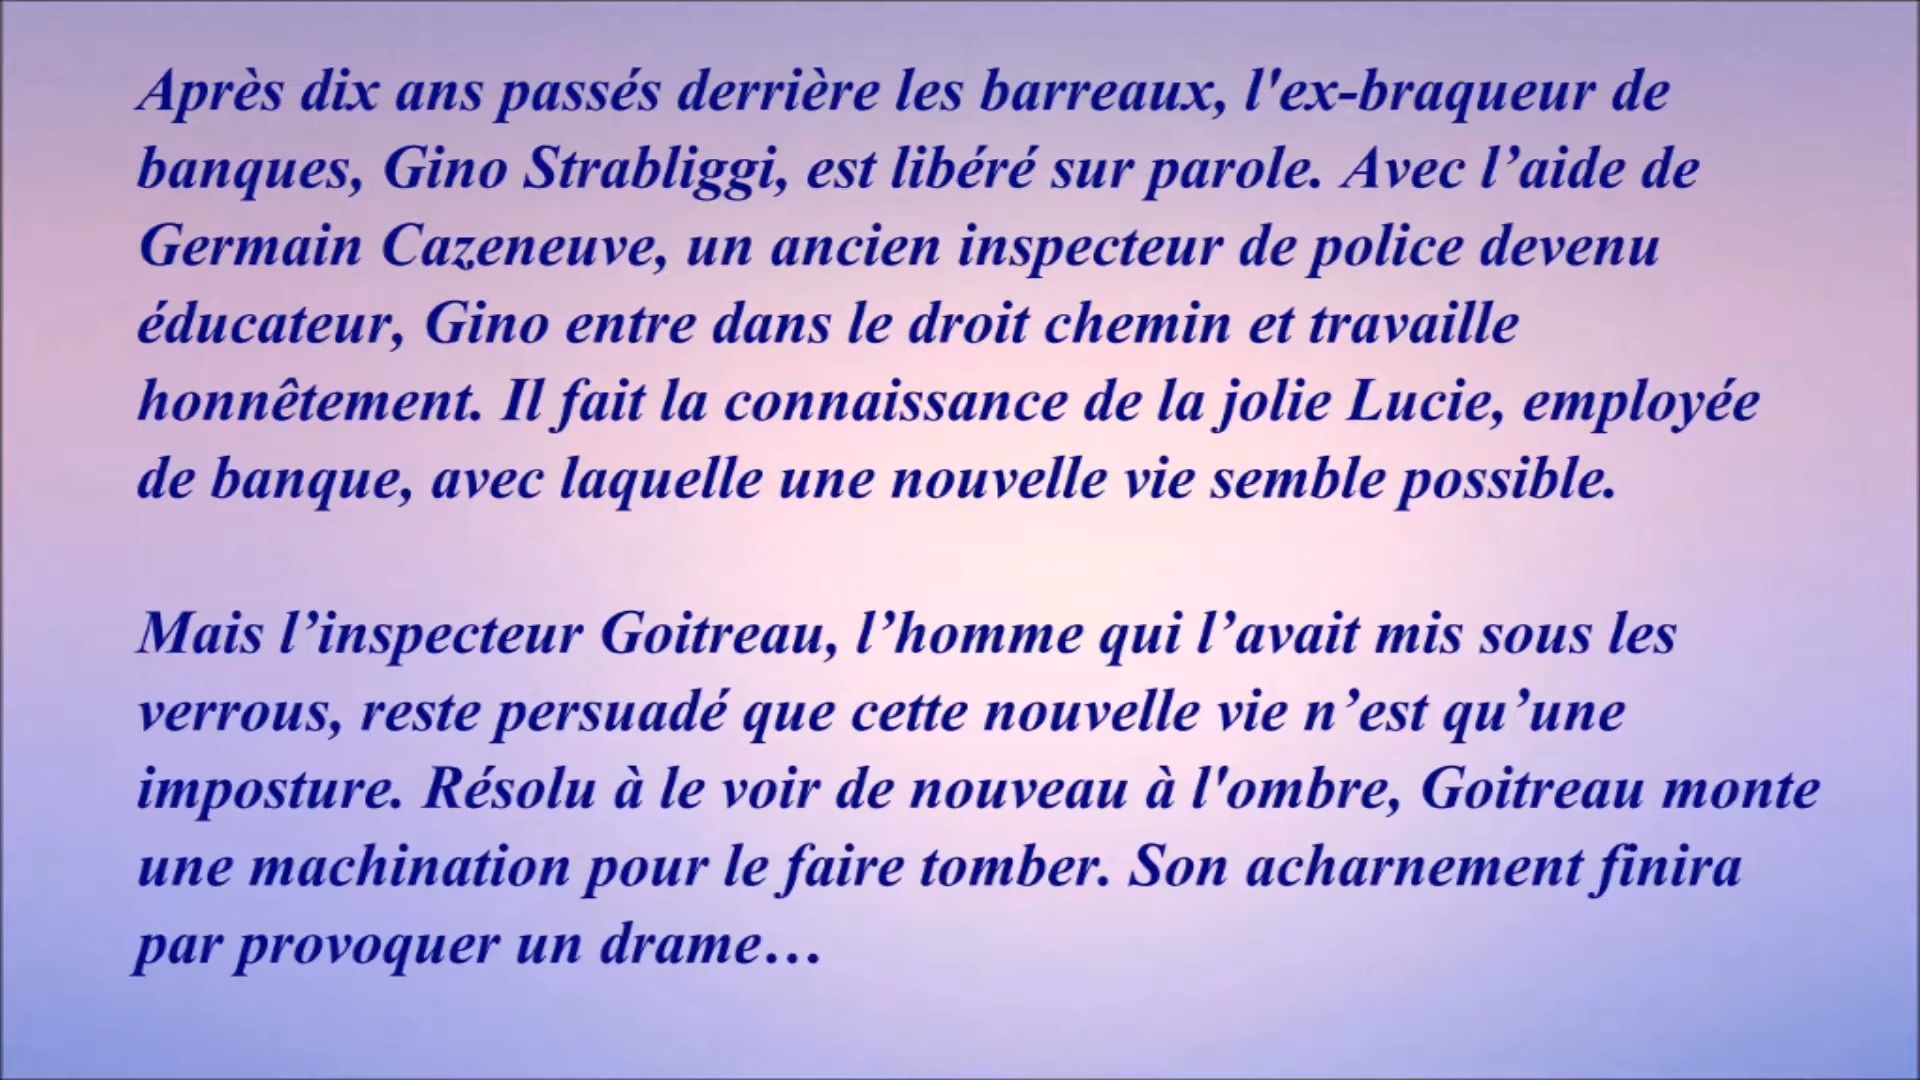 Après dix ans passés derrière les barreaux, l'ex-braqueur de
banques, Gino Strabliggi, est libéré sur parole. Avec l’aide de
Germain Cazeneuve, un ancien inspecteur de police devenu
éducateur, Gino entre dans le droit chemin et travaille
honnêtement. Il fait la connaissance de la jolie Lucie, employée
de banque, avec laquelle une nouvelle vie semble possible.
Mais l’inspecteur Goitreau, l’homme qui l’avait mis sous les
verrous, reste persuadé que cette nouvelle vie n’est qu’une
imposture. Résolu à le voir de nouveau à l'ombre, Goitreau monte
une machination pour le faire tomber. Son acharnement finira
par provoquer un drame…